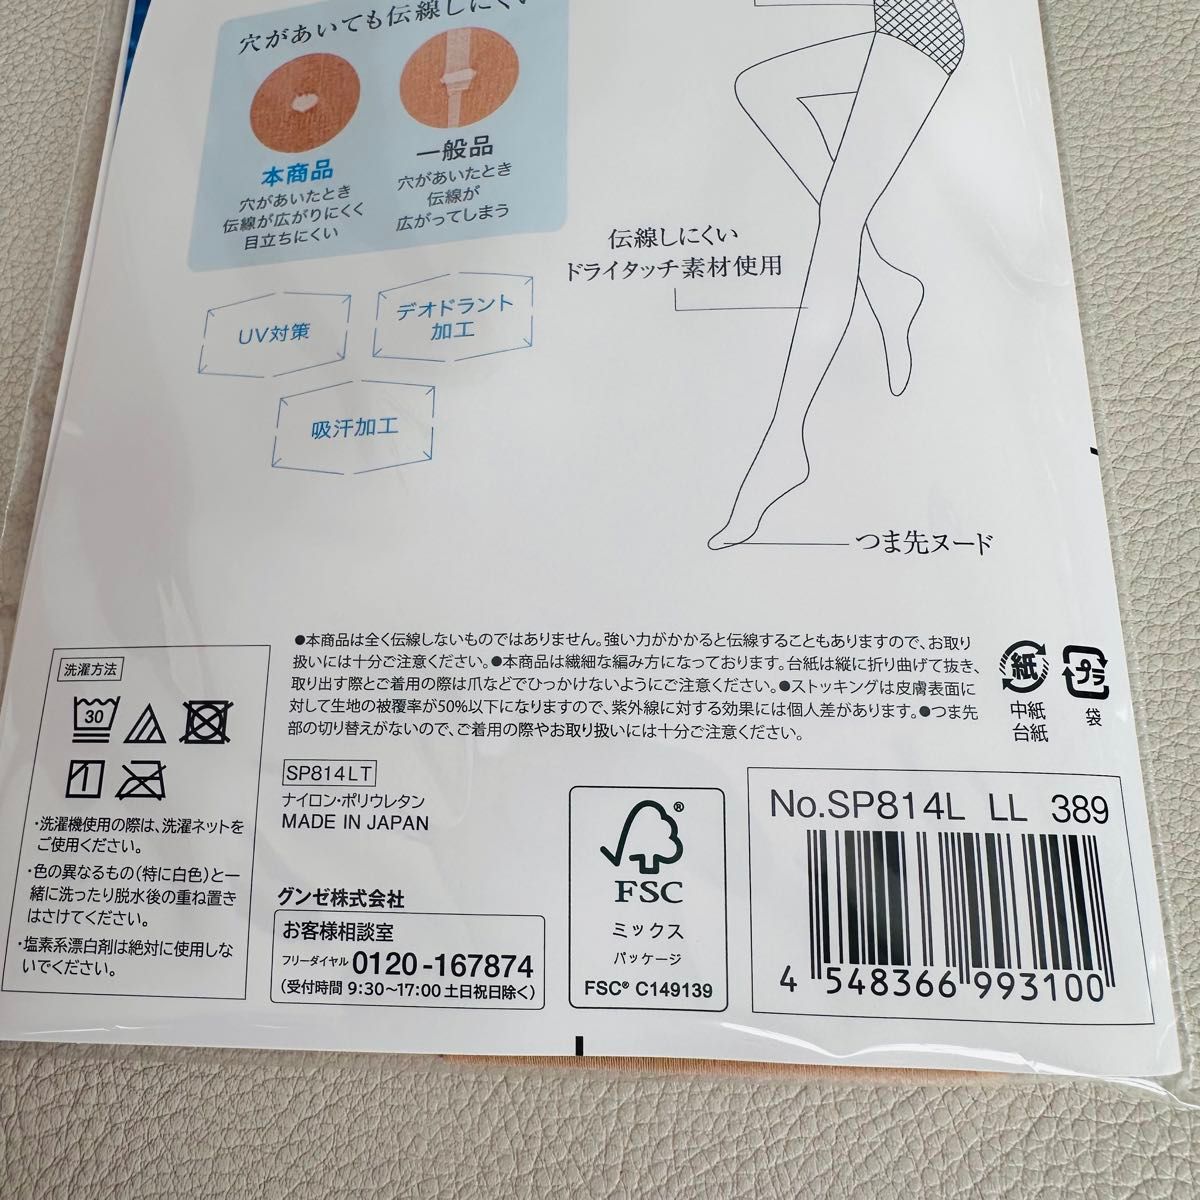 穴があいても伝線しにくい
本商品
穴があいたとき
伝線が広がりにくく
目立ちにくい
一般品
穴があいたとき
伝線が
広がってしまう
UV対策
デオドラント
加工
吸汗加工
伝線しにくい
ドライタッチ素材使用
つま先ヌード
●本商品は全く伝線しないものではありません。強い力がかかると伝線することもありますので、お取り
扱いには十分ご注意ください。●本商品は繊細な編み方になっております。台紙は縦に折り曲げて抜き、
取り出す際とご着用の際は爪などでひっかけないようにご注意ください。●ストッキングは皮膚表面に
対して生地の被覆率が50%以下になりますので、紫外線に対する効果には個人差があります。●つま先
部の切り替えがないので、ご着用の際やお取り扱いには十分ご注意ください。
紙
中紙
台紙
プラ
袋
洗濯方法
30
1
・洗濯機使用の際は、洗濯ネットを
ご使用ください。
・色の異なるもの(特に白色)と一
緒に洗ったり脱水後の重ね置き
はさけてください。
・塩素系漂白剤は絶対に使用しな
いでください。
SP814LT
ナイロン・ポリウレタン
MADE IN JAPAN
グンゼ株式会社
お客様相談室
フリーダイヤル 0120-167874
(受付時間 9:30〜17:00 土日祝日除く)
®
FSC
ミックス
パッケージ
FSC® C149139
No.SP814L LL 389
4 548366 993100